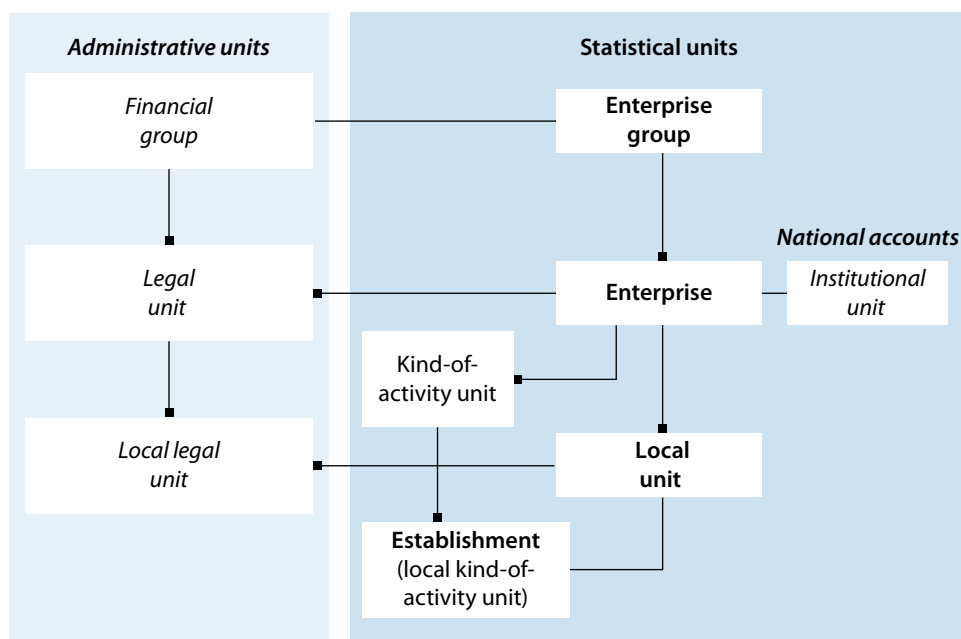 Administrative units
Statistical units
Financial
group
Enterprise
group
National accounts
Legal
unit
Enterprise
Institutional
unit
Kind-of-
activity unit
Local legal
unit
Local
unit
Establishment
(local kind-of-
activity unit)